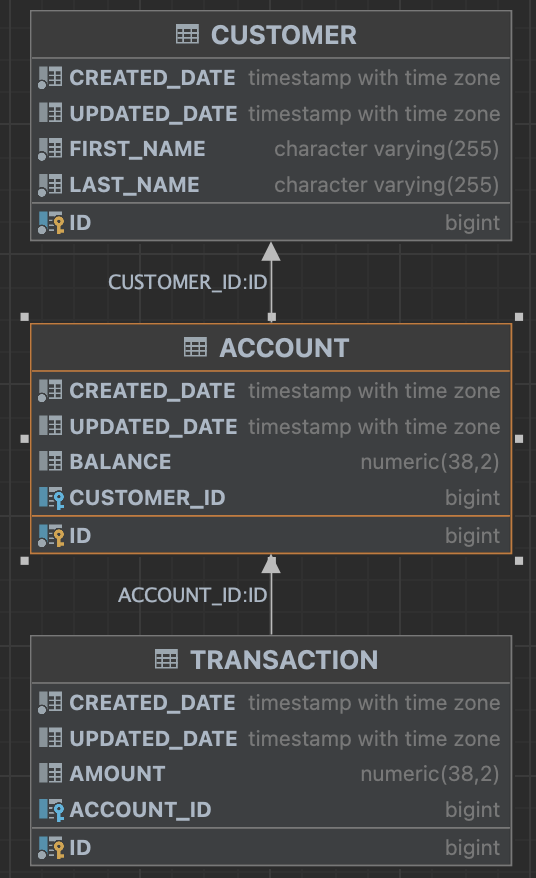 CUSTOMER
CREATED_DATE timestamp with time zone
UPDATED_DATE timestamp with time zone
FIRST_NAME character varying(255)
LAST_NAME character varying(255)
ID bigint
CUSTOMER_ID:ID
ACCOUNT
CREATED_DATE timestamp with time zone
UPDATED_DATE timestamp with time zone
BALANCE numeric(38,2)
CUSTOMER_ID bigint
ID bigint
ACCOUNT_ID:ID
TRANSACTION
CREATED_DATE timestamp with time zone
UPDATED_DATE timestamp with time zone
AMOUNT numeric(38,2)
ACCOUNT_ID bigint
ID bigint